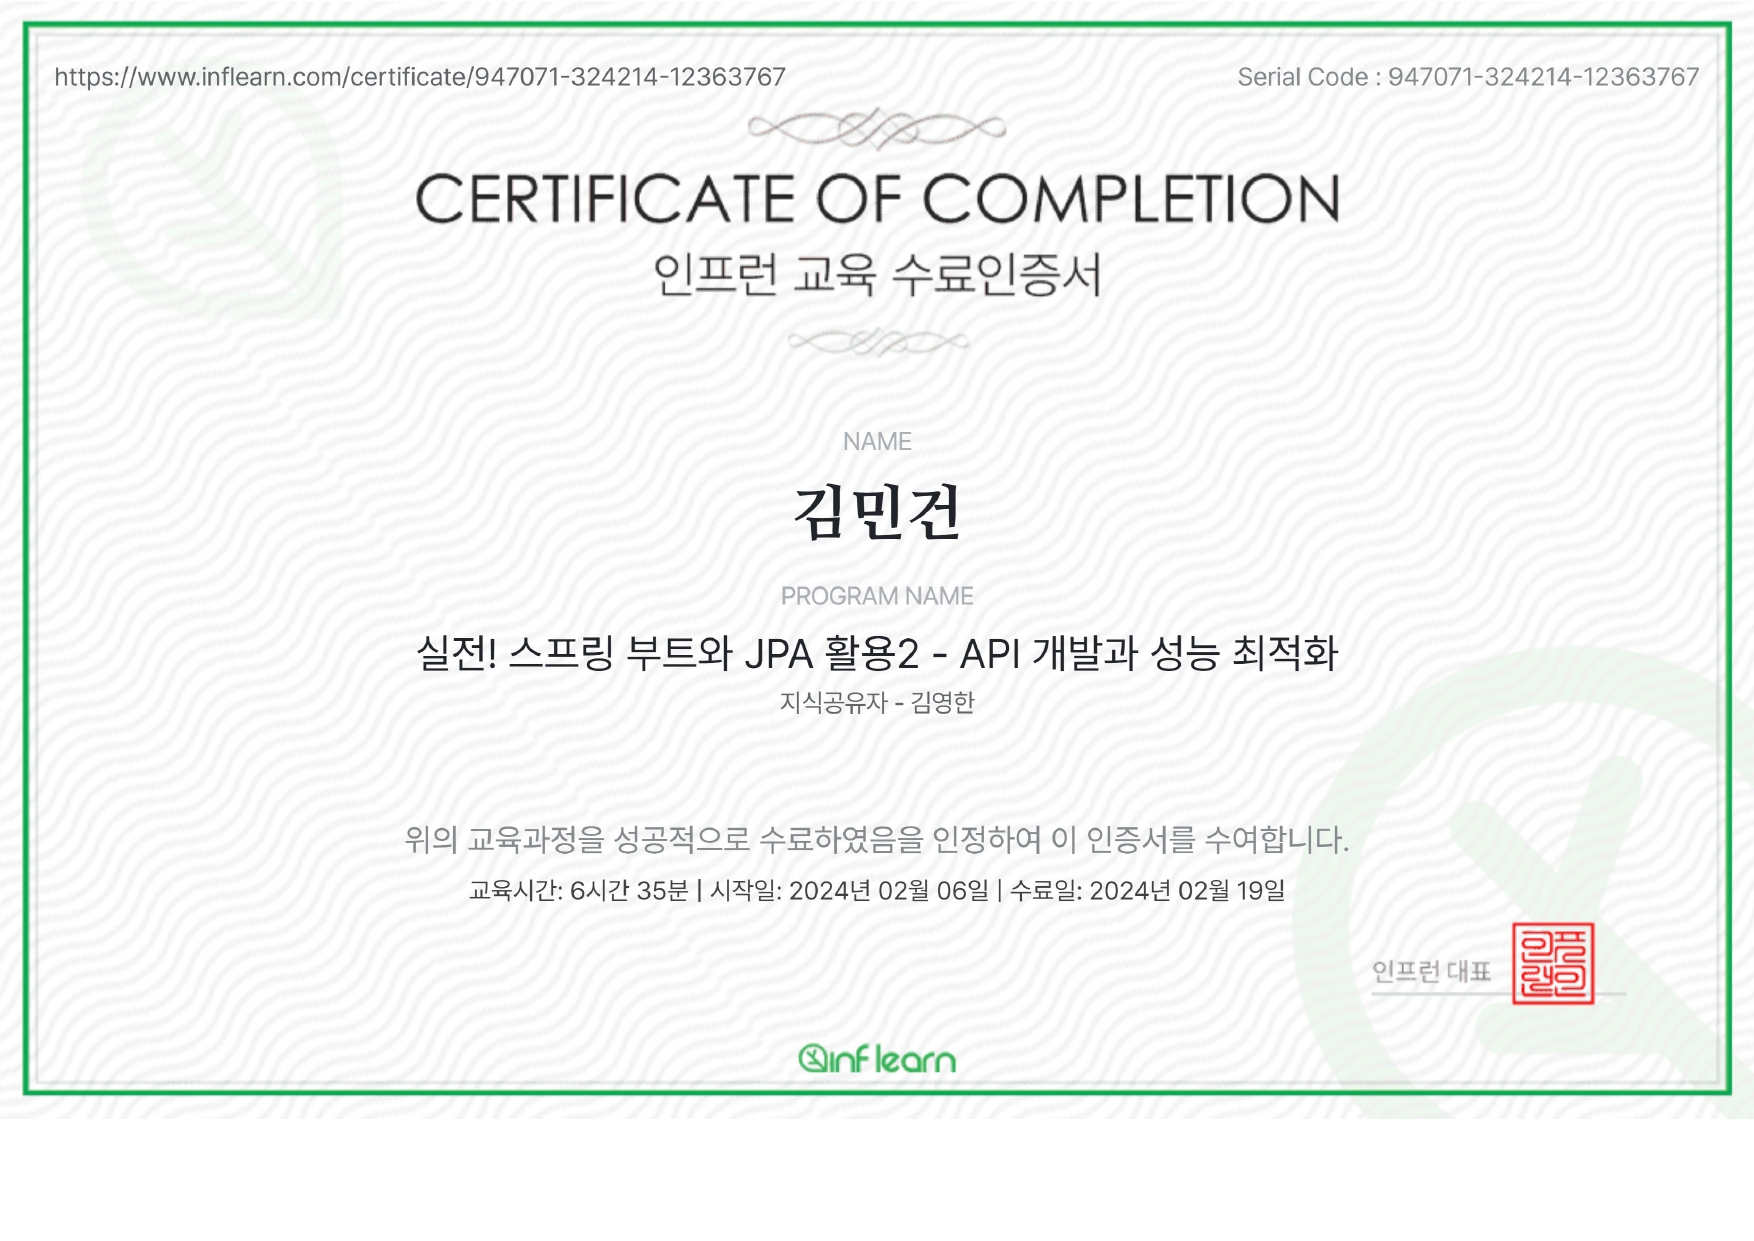 https://www.inflearn.com/certificate/947071-324214-12363767
Serial Code : 947071-324214-12363767
CERTIFICATE OF COMPLETION
인프런 교육 수료인증서
NAME
김민건
PROGRAM NAME
실전! 스프링 부트와 JPA 활용2 - API 개발과 성능 최적화
지식공유자 - 김영한
위의 교육과정을 성공적으로 수료하였음을 인정하여 이 인증서를 수여합니다.
교육시간: 6시간 35분 | 시작일: 2024년 02월 06일 | 수료일: 2024년 02월 19일
인프런 대표
inflearn